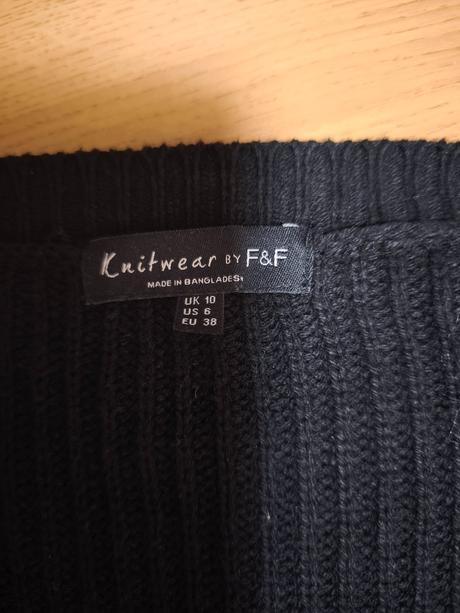 Knitwear BY F&F
MADE IN BANGLADESH
UK 10
US 6
EU 38